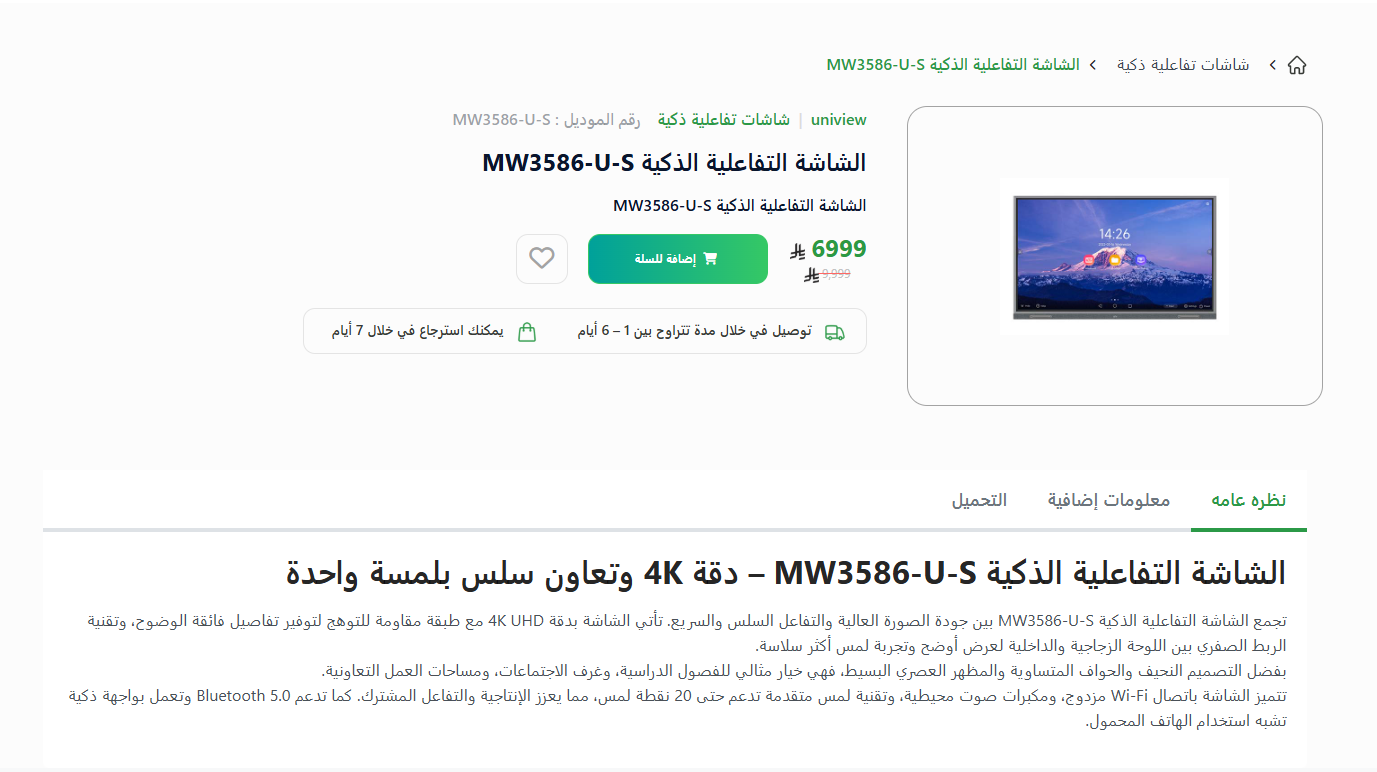 شاشات تفاعلية ذكية
الشاشة التفاعلية الذكية MW3586-U-S
14:26
uniview | شاشات تفاعلية ذكية رقم الموديل : MW3586-U-S
الشاشة التفاعلية الذكية MW3586-U-S
الشاشة التفاعلية الذكية MW3586-U-S
6999
9,999
إضافة للسلة
توصيل في خلال مدة تتراوح بين 1 – 6 أيام
يمكنك استرجاع في خلال 7 أيام
نظره عامه
معلومات إضافية
التحميل
الشاشة التفاعلية الذكية MW3586-U-S – دقة 4K وتعاون سلس بلمسة واحدة
تجمع الشاشة التفاعلية الذكية MW3586-U-S بين جودة الصورة العالية والتفاعل السلس والسريع. تأتي الشاشة بدقة 4K UHD مع طبقة مقاومة للتوهج لتوفير تفاصيل فائقة الوضوح، وتقنية
الربط الصفري بين اللوحة الزجاجية والداخلية لعرض أوضح وتجربة لمس أكثر سلاسة.
بفضل التصميم النحيف والحواف المتساوية والمظهر العصري البسيط، فهي خيار مثالي للفصول الدراسية، وغرف الاجتماعات، ومساحات العمل التعاونية.
تتميز الشاشة باتصال Wi-Fi مزدوج، ومكبرات صوت محيطية، وتقنية لمس متقدمة تدعم حتى 20 نقطة لمس، مما يعزز الإنتاجية والتفاعل المشترك. كما تدعم Bluetooth 5.0 وتعمل بواجهة ذكية
تشبه استخدام الهاتف المحمول.